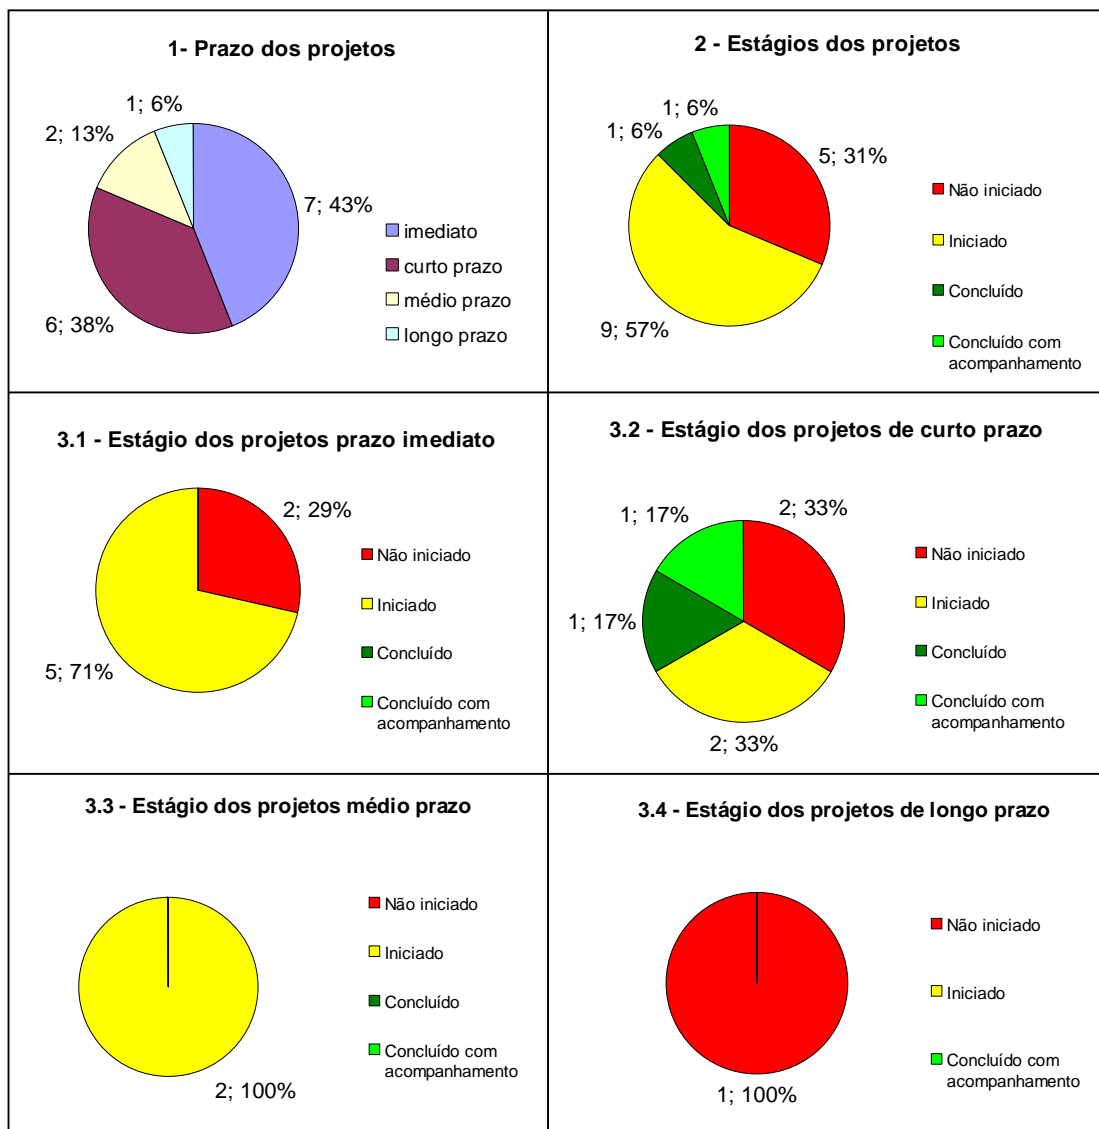 1- Prazo dos projetos
1; 6%
2; 13%
7; 43%
6; 38%
imediato
curto prazo
médio prazo
longo prazo
2 - Estágios dos projetos
1; 6%
1; 6%
5; 31%
9; 57%
Não iniciado
Iniciado
Concluído
Concluído com
acompanhamento
3.1 - Estágio dos projetos prazo imediato
2; 29%
5; 71%
Não iniciado
Iniciado
Concluído
Concluído com
acompanhamento
3.2 - Estágio dos projetos de curto prazo
1; 17%
2; 33%
1; 17%
2; 33%
Não iniciado
Iniciado
Concluído
Concluído com
acompanhamento
3.3 - Estágio dos projetos médio prazo
2; 100%
Não iniciado
Iniciado
Concluído
Concluído com
acompanhamento
3.4 - Estágio dos projetos de longo prazo
1; 100%
Não iniciado
Iniciado
Concluído com
acompanhamento